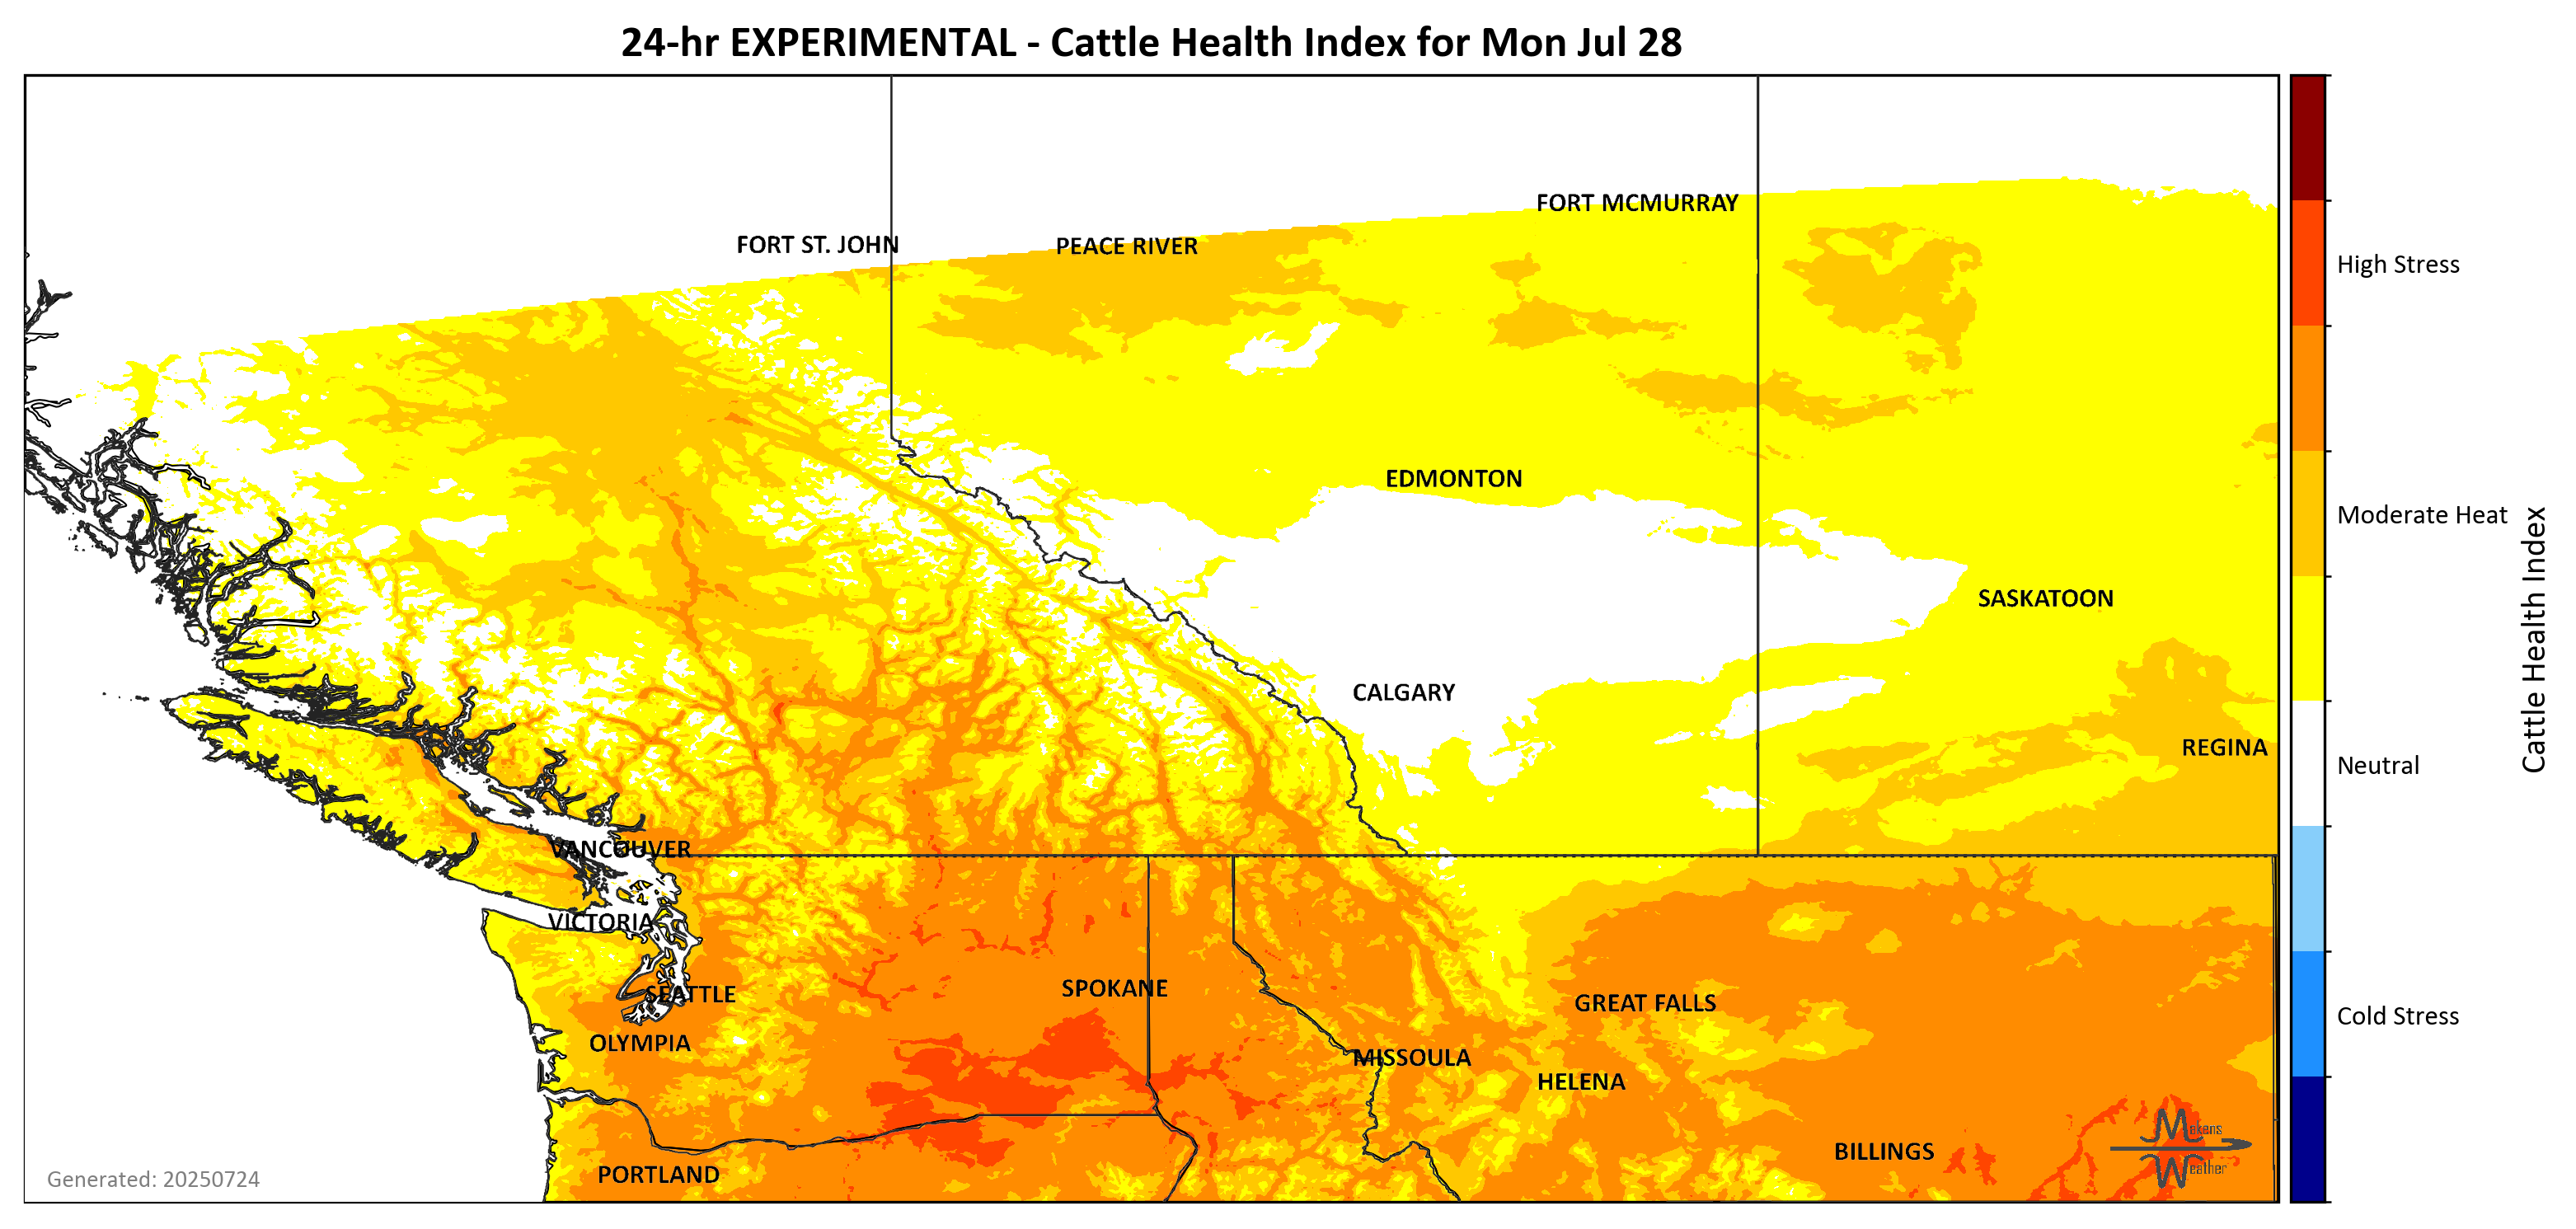 24-hr EXPERIMENTAL - Cattle Health Index for Mon Jul 28
FORT MCMURRAY
FORT ST. JOHN
PEACE RIVER
High Stress
EDMONTON
Moderate Heat
SASKATOON
Cattle Health Index
CALGARY
REGINA
Neutral
VANCOUVER
VICTORIA
SEATTLE
SPOKANE
GREAT FALLS
Cold Stress
OLYMPIA
MISSOULA
HELENA
BILLINGS
Makens
Weather
PORTLAND
Generated: 20250724